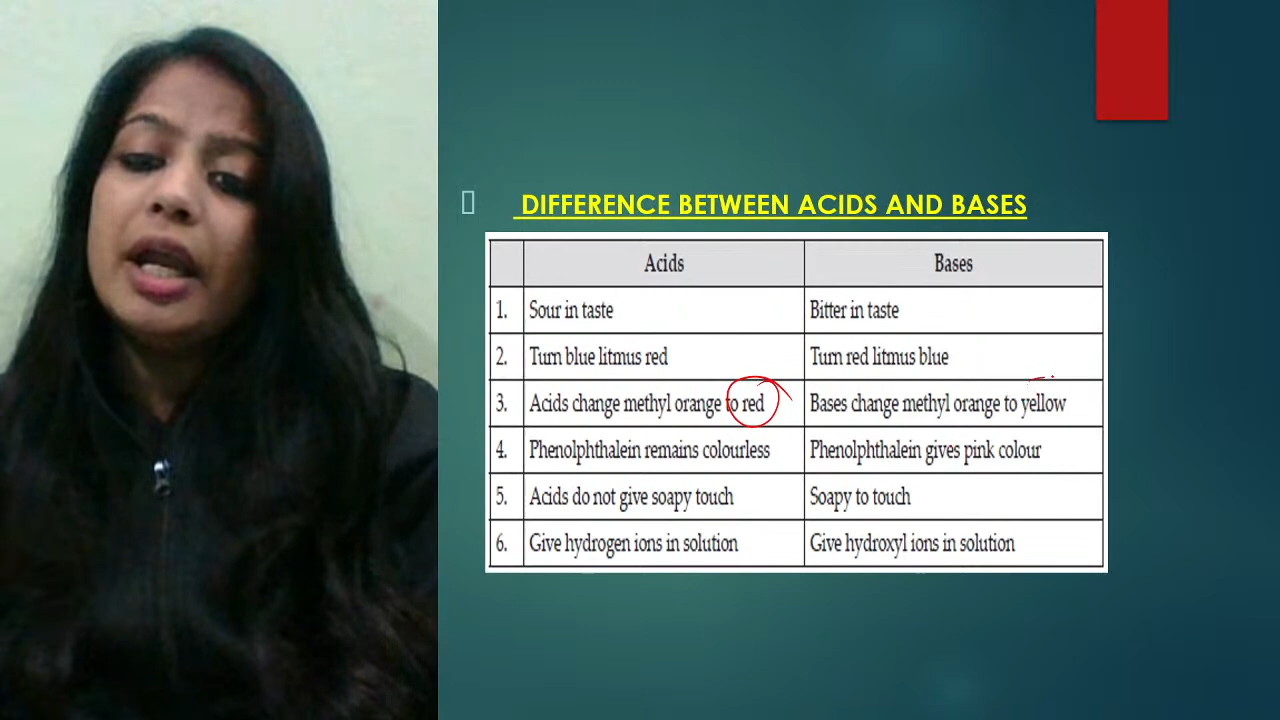 DIFFERENCE BETWEEN ACIDS AND BASES
Acids Bases
1. Sour in taste Bitter in taste
2. Turn blue litmus red Turn red litmus blue
3. Acids change methyl orange to red Bases change methyl orange to yellow
4. Phenolphthalein remains colourless Phenolphthalein gives pink colour
5. Acids do not give soapy touch Soapy to touch
6. Give hydrogen ions in solution Give hydroxyl ions in solution